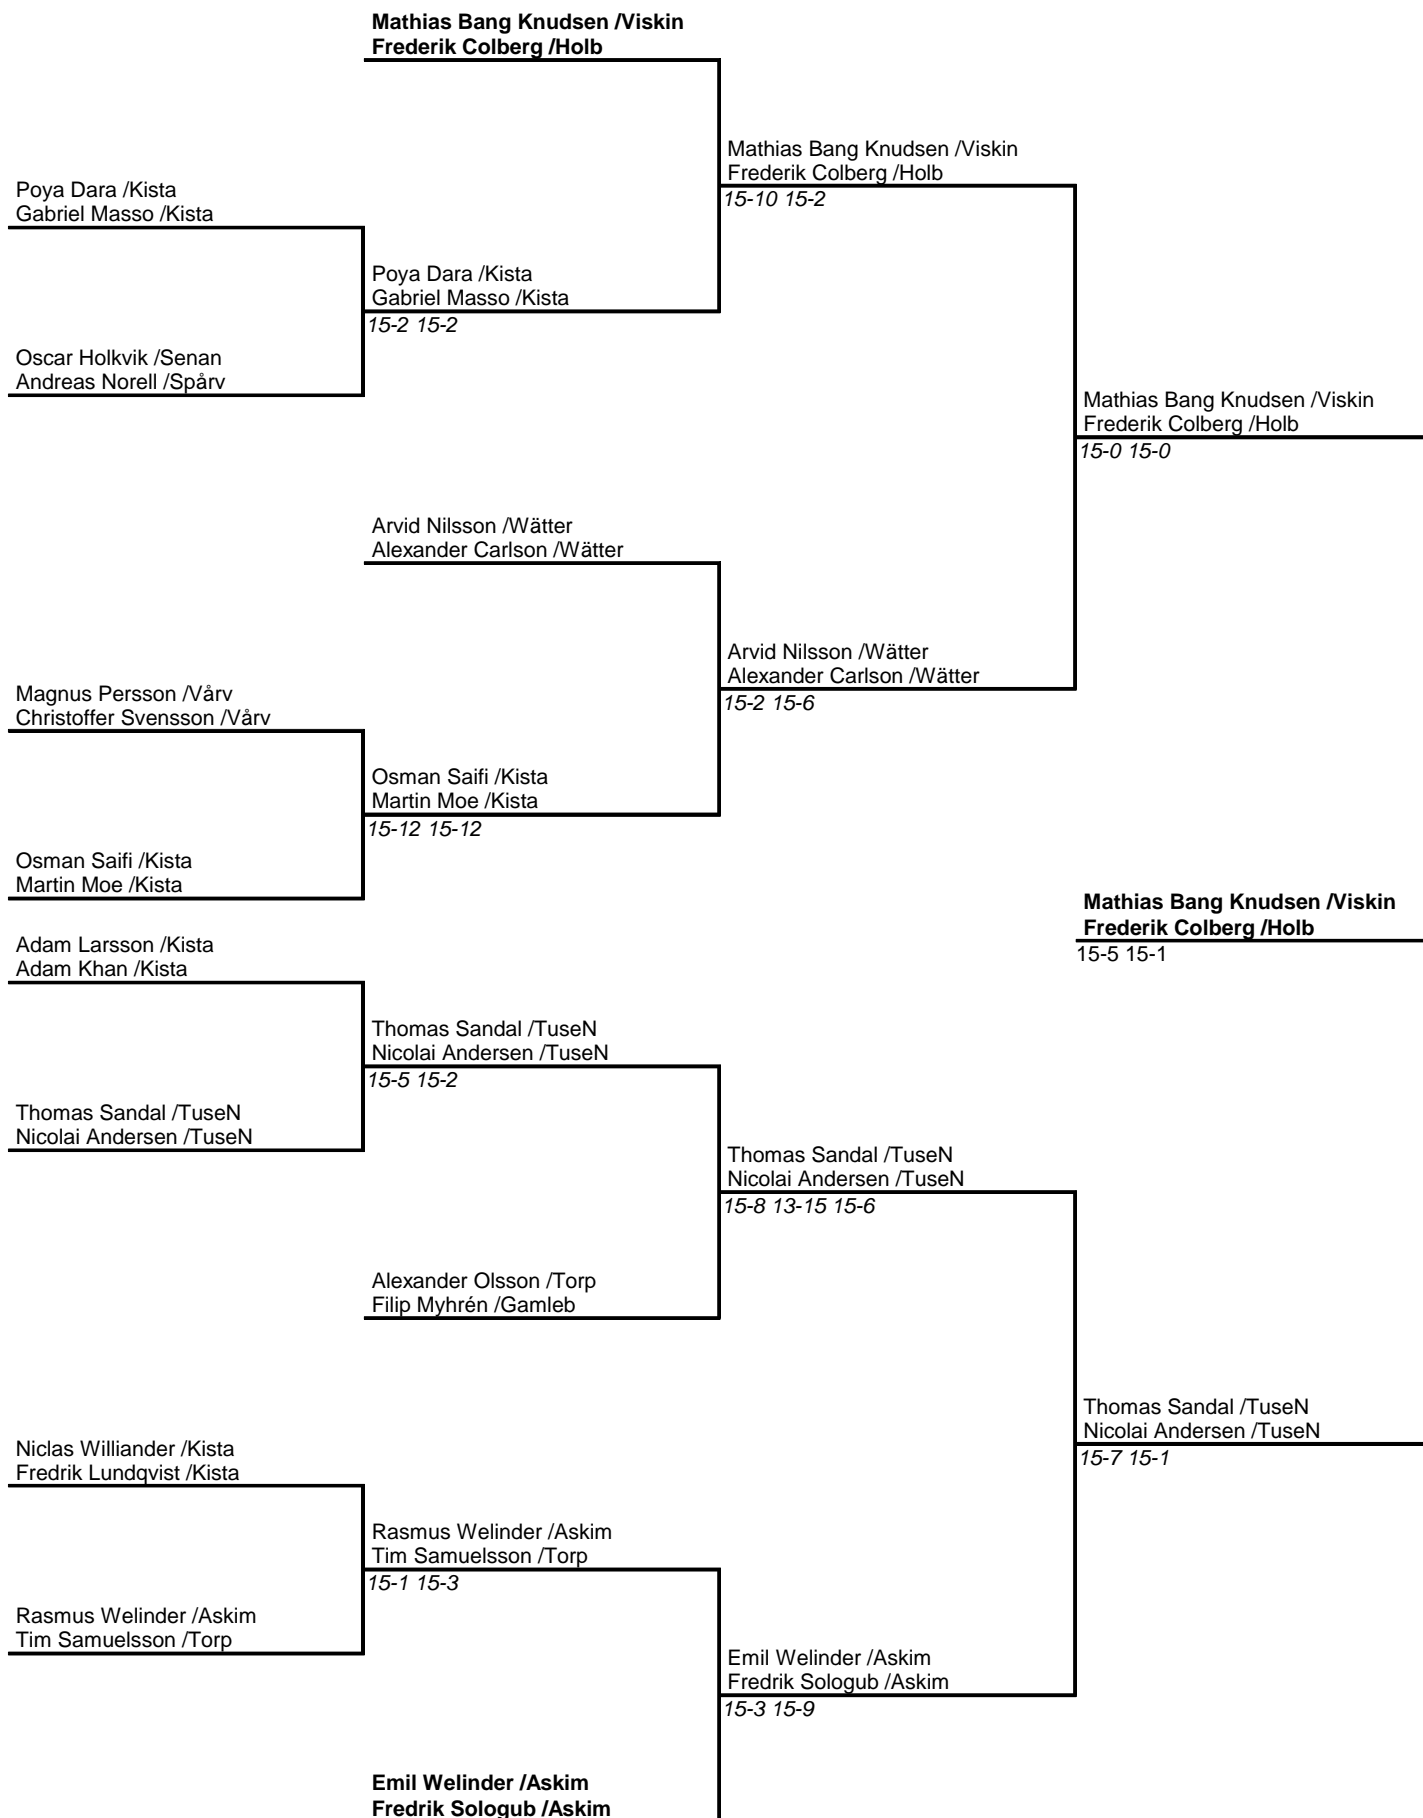 Mathias Bang Knudsen /Viskin
Frederik Colberg /Holb
Mathias Bang Knudsen /Viskin
Frederik Colberg /Holb
15-10 15-2
Poya Dara /Kista
Gabriel Masso /Kista
Poya Dara /Kista
Gabriel Masso /Kista
15-2 15-2
Oscar Holkvik /Senan
Andreas Norell /Spårv
Mathias Bang Knudsen /Viskin
Frederik Colberg /Holb
15-0 15-0
Arvid Nilsson /Wätter
Alexander Carlson /Wätter
Arvid Nilsson /Wätter
Alexander Carlson /Wätter
15-2 15-6
Magnus Persson /Vårv
Christoffer Svensson /Vårv
Osman Saifi /Kista
Martin Moe /Kista
15-12 15-12
Osman Saifi /Kista
Martin Moe /Kista
Mathias Bang Knudsen /Viskin
Frederik Colberg /Holb
15-5 15-1
Adam Larsson /Kista
Adam Khan /Kista
Thomas Sandal /TuseN
Nicolai Andersen /TuseN
15-5 15-2
Thomas Sandal /TuseN
Nicolai Andersen /TuseN
Thomas Sandal /TuseN
Nicolai Andersen /TuseN
15-8 13-15 15-6
Alexander Olsson /Torp
Filip Myhrén /Gamleb
Thomas Sandal /TuseN
Nicolai Andersen /TuseN
15-7 15-1
Niclas Williander /Kista
Fredrik Lundqvist /Kista
Rasmus Welinder /Askim
Tim Samuelsson /Torp
15-1 15-3
Rasmus Welinder /Askim
Tim Samuelsson /Torp
Emil Welinder /Askim
Fredrik Sologub /Askim
15-3 15-9
Emil Welinder /Askim
Fredrik Sologub /Askim